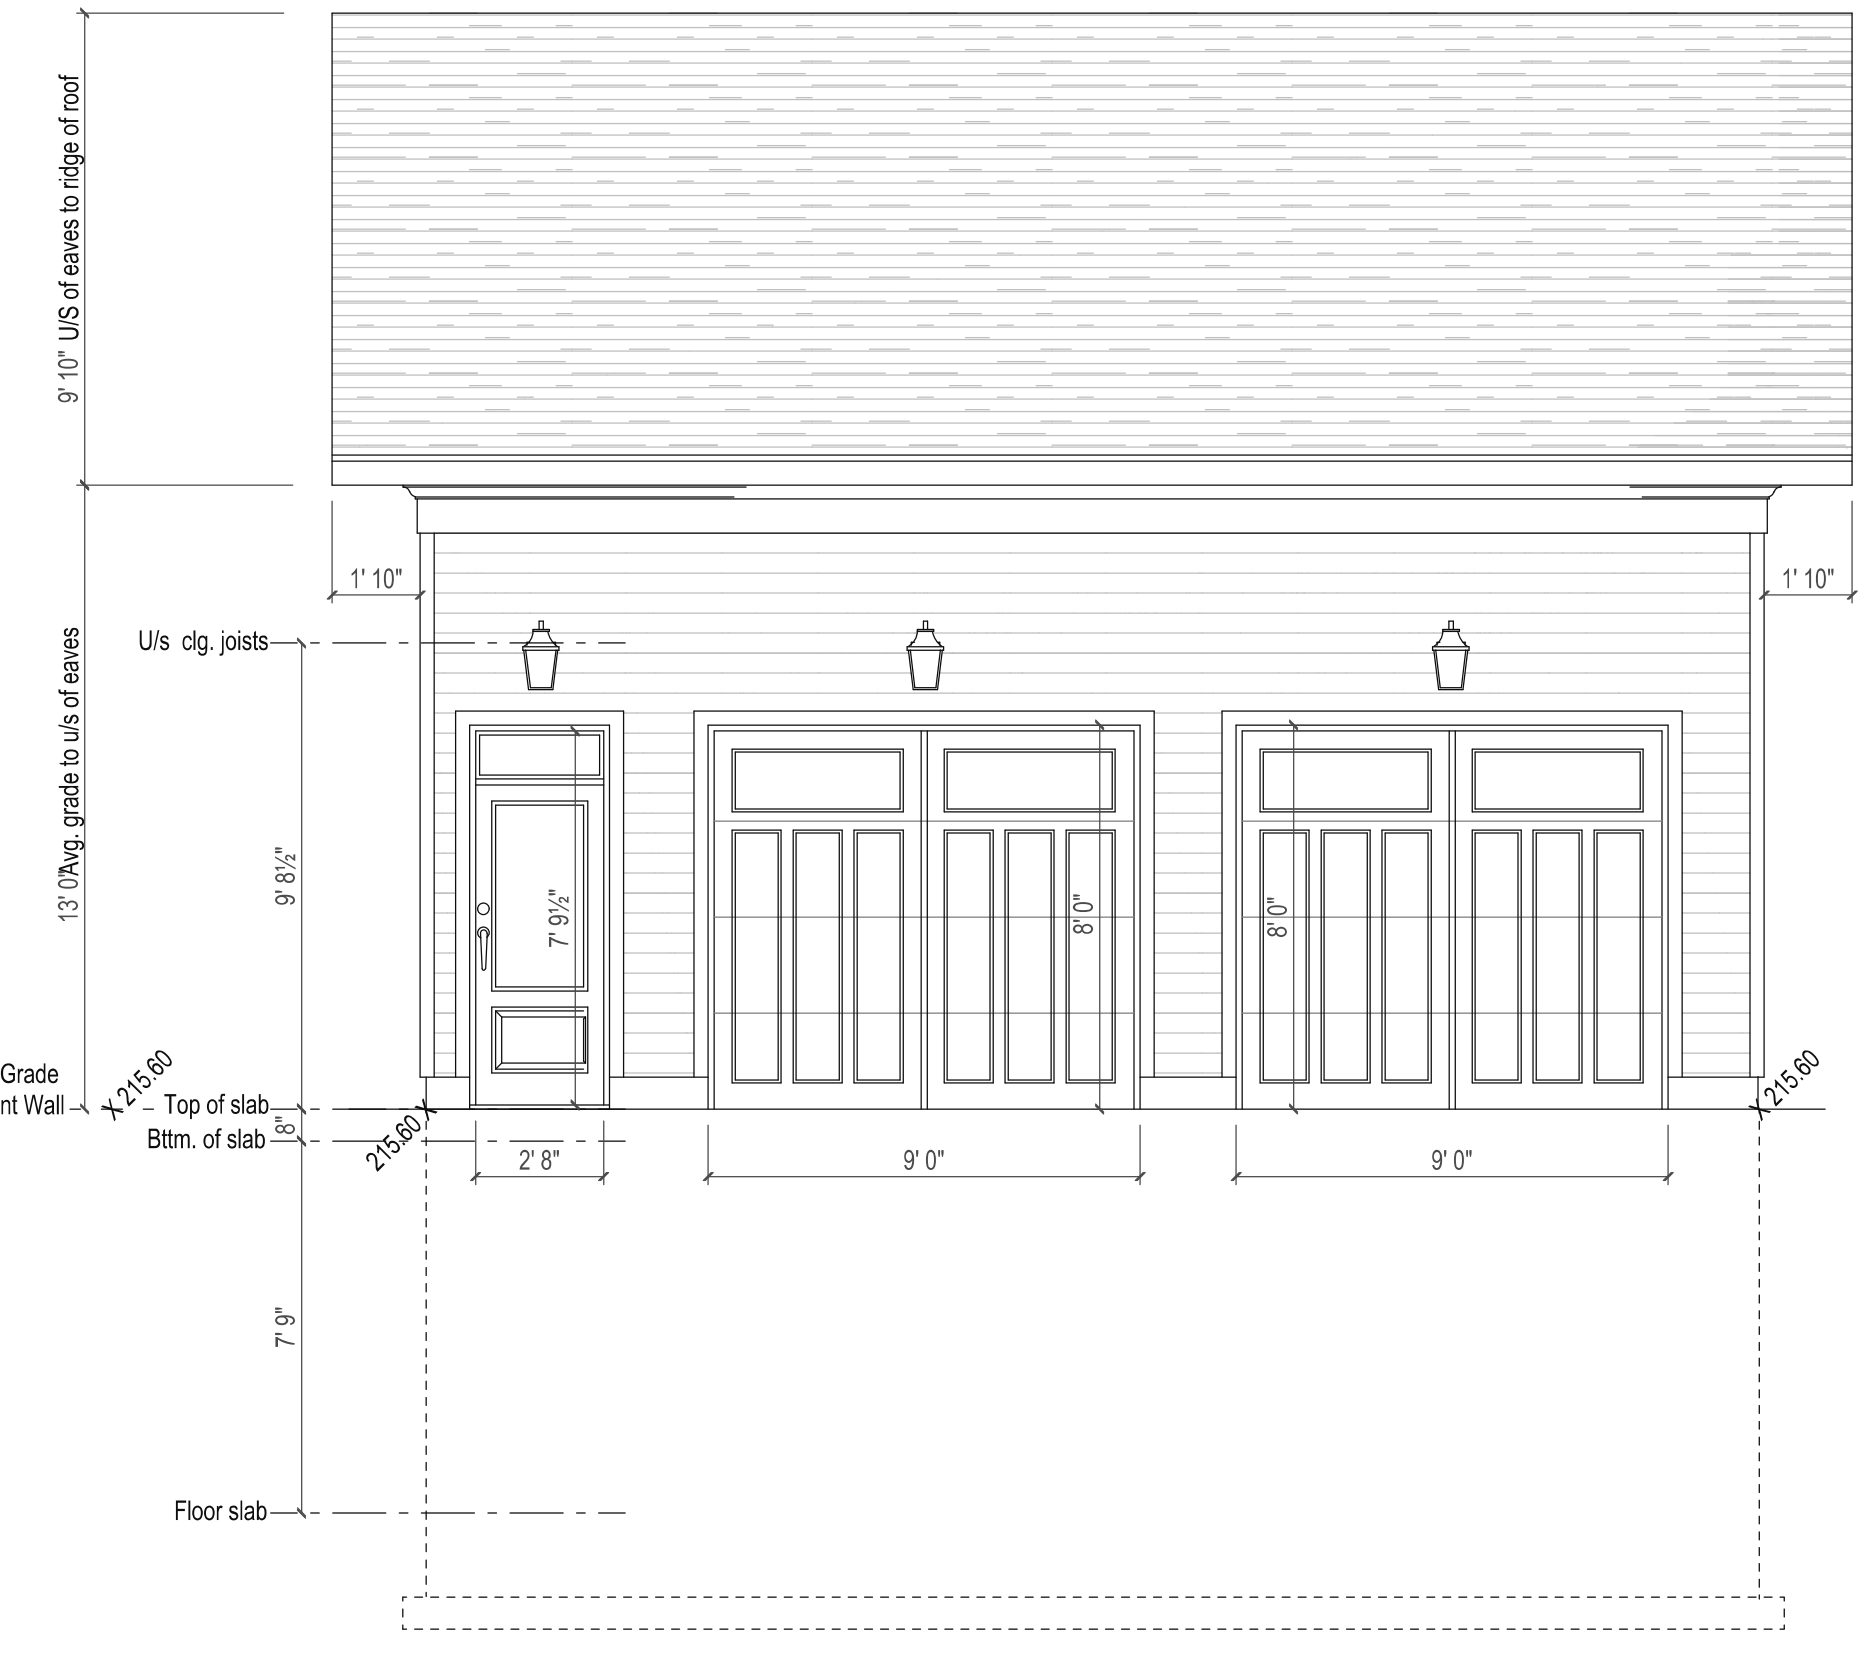 9' 10" U/S of eaves to ridge of roof
1' 10"
1' 10"
U/s clg. joists
13' 0" Avg. grade to u/s of eaves
9' 8½"
7' 9½"
8' 0"
8' 0"
Grade
nt Wall
215.60
Top of slab
215.60
215.60
8"
Bttm. of slab
2' 8"
9' 0"
9' 0"
7' 9"
Floor slab